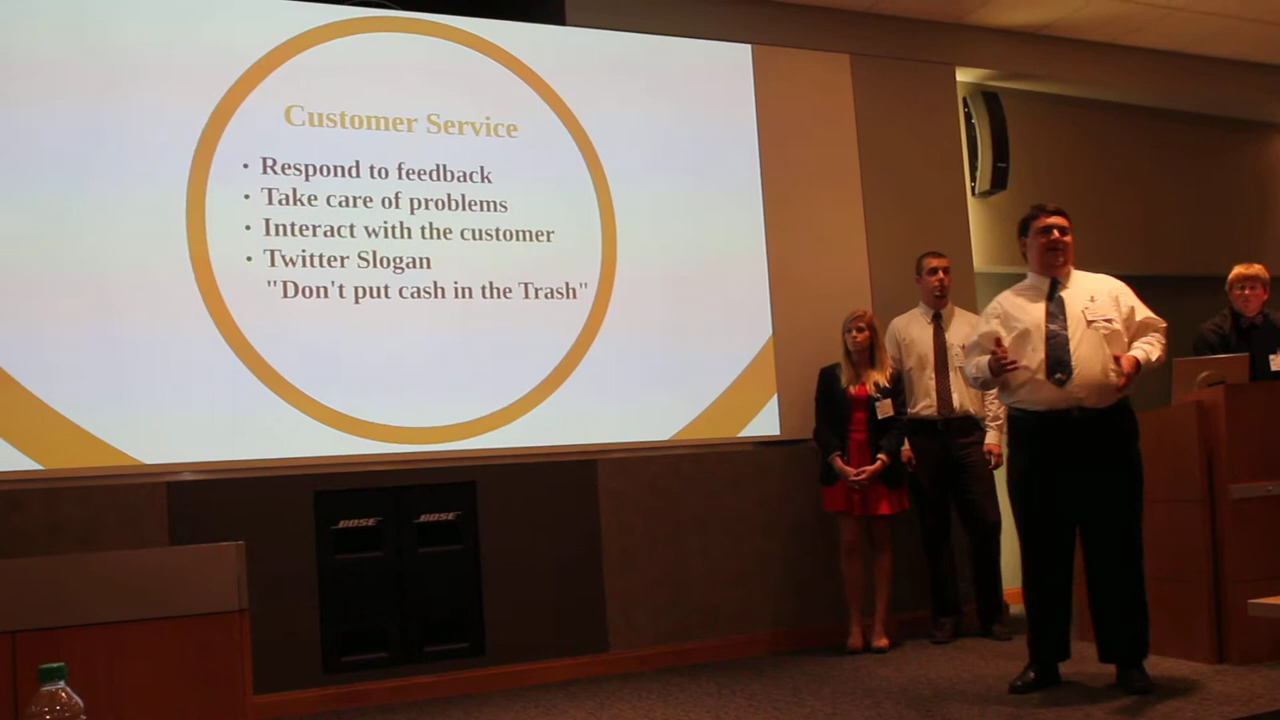 Customer Service
• Respond to feedback
• Take care of problems
• Interact with the customer
• Twitter Slogan
"Don't put cash in the Trash"
BOSE BOSE